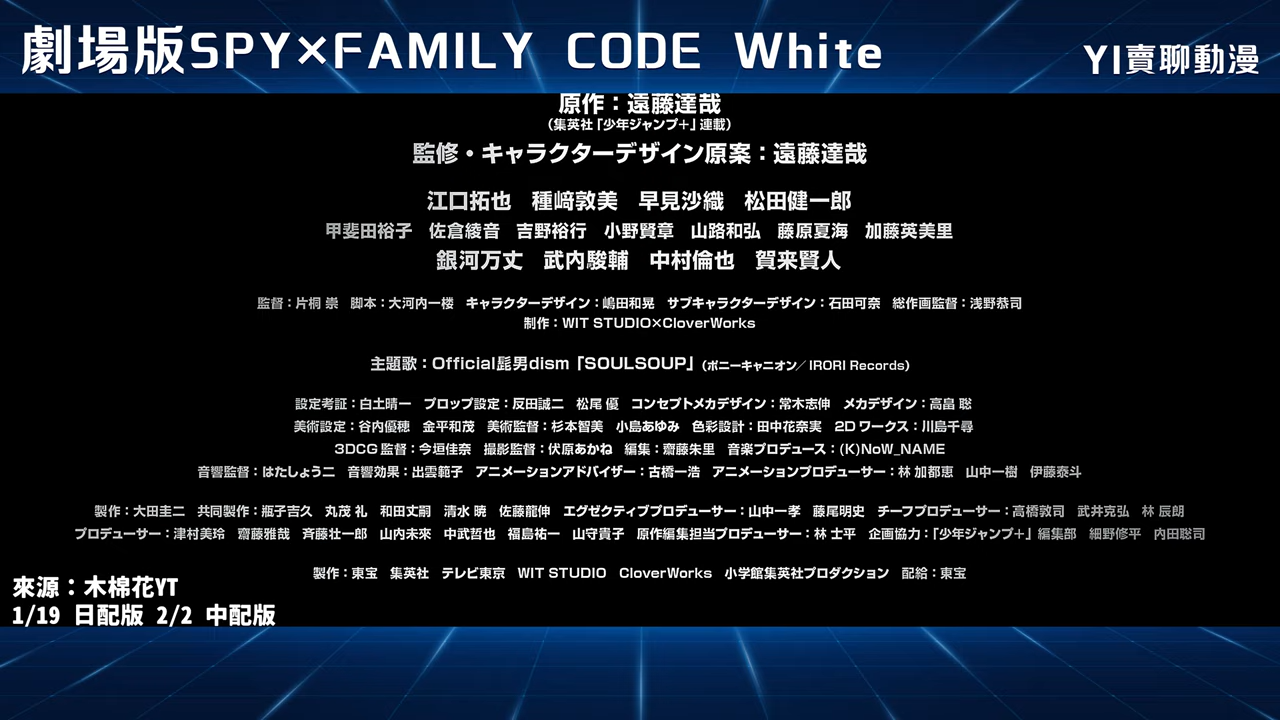 劇場版SPY×FAMILY CODE White
YI賣聊動漫
原作：遠藤達哉
（集英社「少年ジャンプ＋」連載）
監修・キャラクターデザイン原案：遠藤達哉
江口拓也　種﨑敦美　早見沙織　松田健一郎
甲斐田裕子　佐倉綾音　吉野裕行　小野賢章　山路和弘　藤原夏海　加藤英美里
銀河万丈　武内駿輔　中村倫也　賀来賢人
監督：片桐 崇　脚本：大河内一楼　キャラクターデザイン：嶋田和晃　サブキャラクターデザイン：石田可奈　総作画監督：浅野恭司
制作：WIT STUDIO×CloverWorks
主題歌：Official髭男dism「SOULSOUP」（ポニーキャニオン／IRORI Records）
設定考証：白土晴一　プロップ設定：反田誠二　松尾 優　コンセプトメカデザイン：常木志伸　メカデザイン：高畠 聡
美術設定：谷内優穂　金平和茂　美術監督：杉本智美　小島あゆみ　色彩設計：田中花奈実　2Dワークス：川島千尋
3DCG監督：今垣佳奈　撮影監督：伏原あかね　編集：齋藤朱里　音楽プロデュース：(K)NoW_NAME
音響監督：はたしょう二　音響効果：出雲範子　アニメーションアドバイザー：古橋一浩　アニメーションプロデューサー：林 加都恵　山中一樹　伊藤泰斗
製作：大田圭二　共同製作：瓶子吉久　丸茂 礼　和田丈嗣　清水 暁　佐藤龍伸　エグゼクティブプロデューサー：山中一孝　藤尾明史　チーフプロデューサー：高橋敦司　武井克弘　林 辰朗
プロデューサー：津村美玲　齋藤雅哉　斉藤壮一郎　山内未來　中武哲也　福島祐一　山守貴子　原作編集担当プロデューサー：林 士平　企画協力：「少年ジャンプ＋」編集部　細野修平　内田聡司
製作：東宝　集英社　テレビ東京　WIT STUDIO　CloverWorks　小学館集英社プロダクション　配給：東宝
來源：木棉花YT
1/19 日配版 2/2 中配版